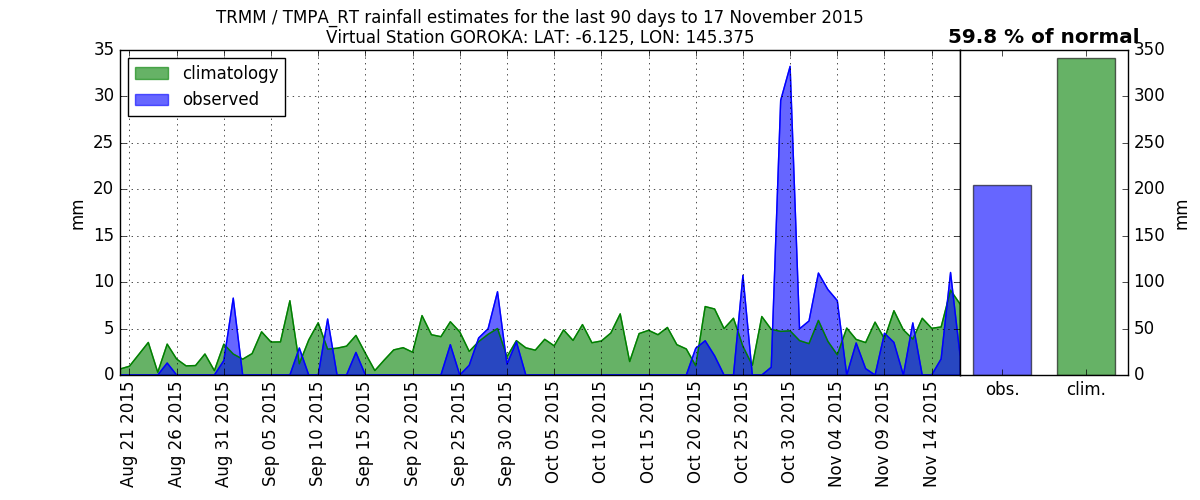 TRMM / TMPA_RT rainfall estimates for the last 90 days to 17 November 2015
Virtual Station GOROKA: LAT: -6.125, LON: 145.375
59.8 % of normal
climatology
observed
35
30
25
20
15
10
5
0
mm
Aug 21 2015
Aug 26 2015
Aug 31 2015
Sep 05 2015
Sep 10 2015
Sep 15 2015
Sep 20 2015
Sep 25 2015
Sep 30 2015
Oct 05 2015
Oct 10 2015
Oct 15 2015
Oct 20 2015
Oct 25 2015
Oct 30 2015
Nov 04 2015
Nov 09 2015
Nov 14 2015
obs.
clim.
350
300
250
200
150
100
50
0
mm